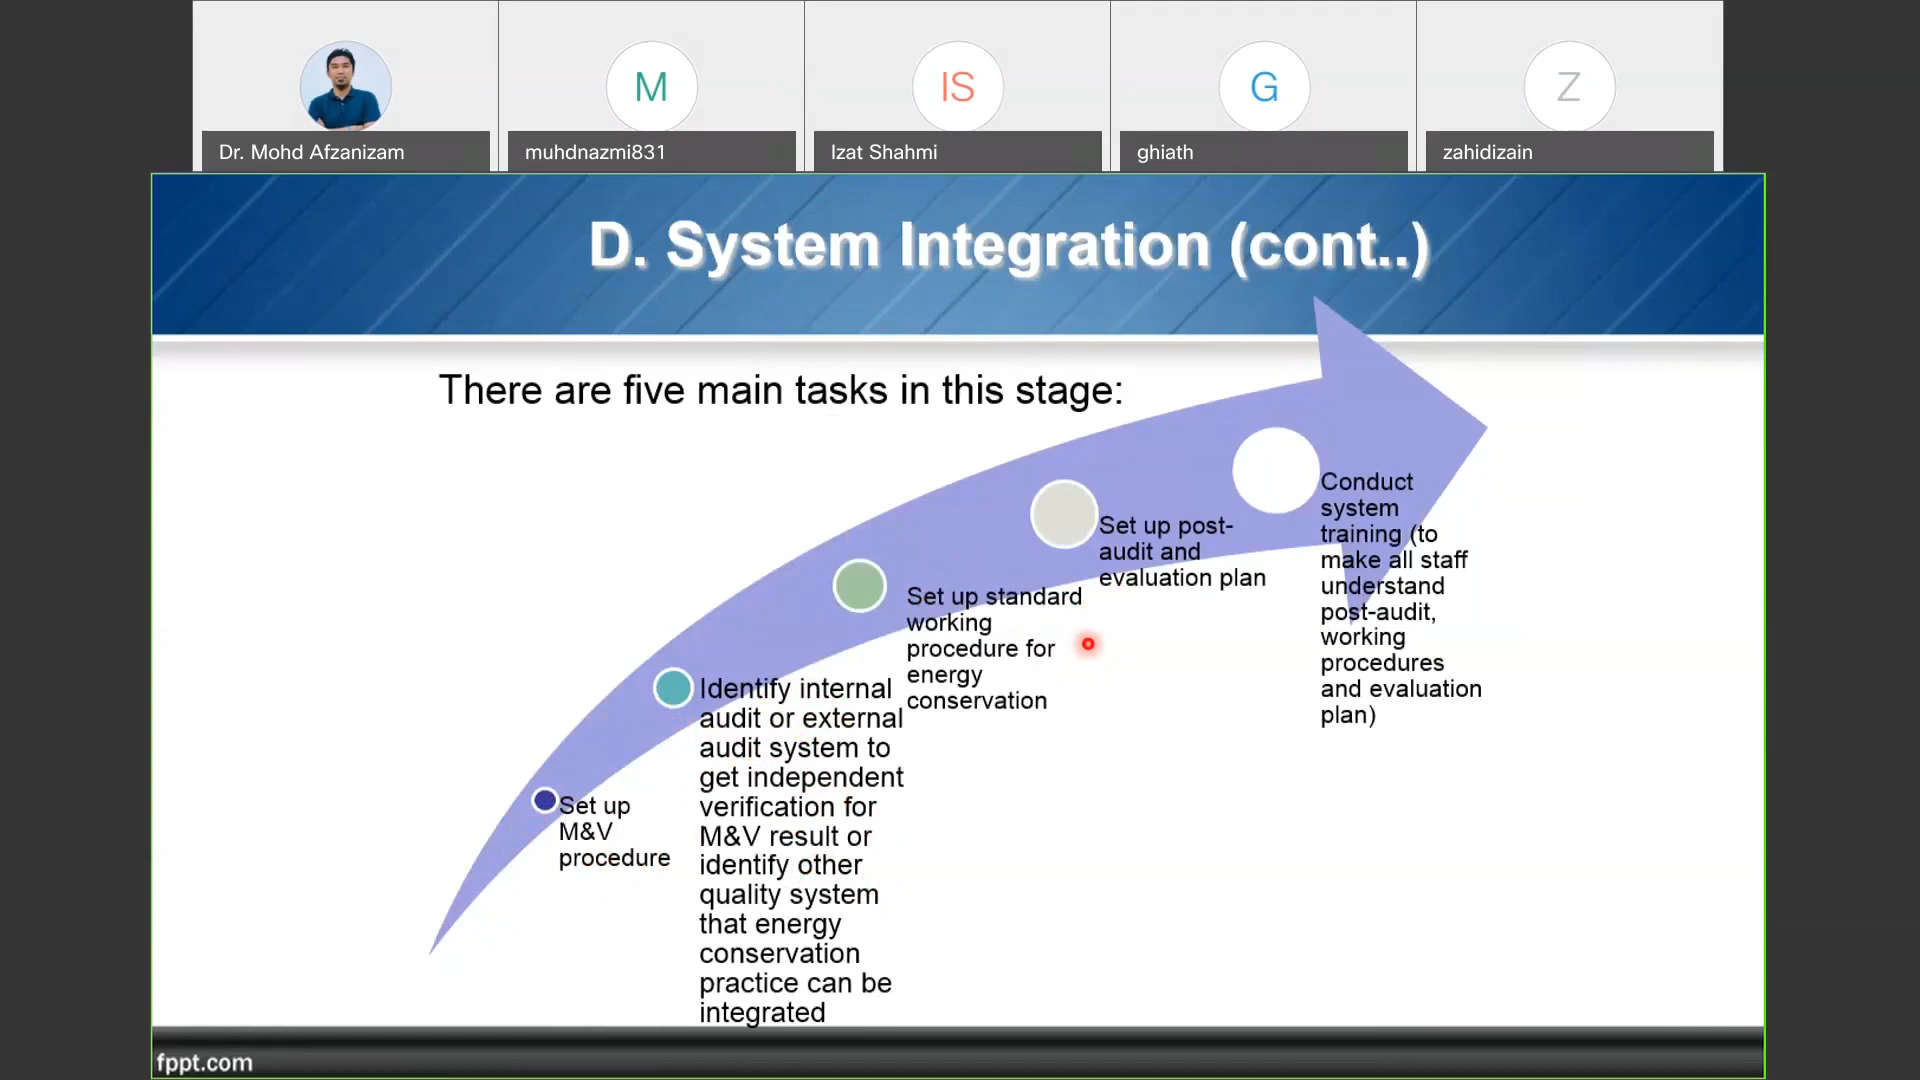 M
IS
G
Z
Dr. Mohd Afzanizam
muhdnazmi831
Izat Shahmi
ghiath
zahidizain
D. System Integration (cont..)
There are five main tasks in this stage:
Set up
M&V
procedure
Identify internal
audit or external
audit system to
get independent
verification for
M&V result or
identify other
quality system
that energy
conservation
practice can be
integrated
Set up standard
working
procedure for
energy
conservation
Set up post-
audit and
evaluation plan
Conduct
system
training (to
make all staff
understand
post-audit,
working
procedures
and evaluation
plan)
fppt.com